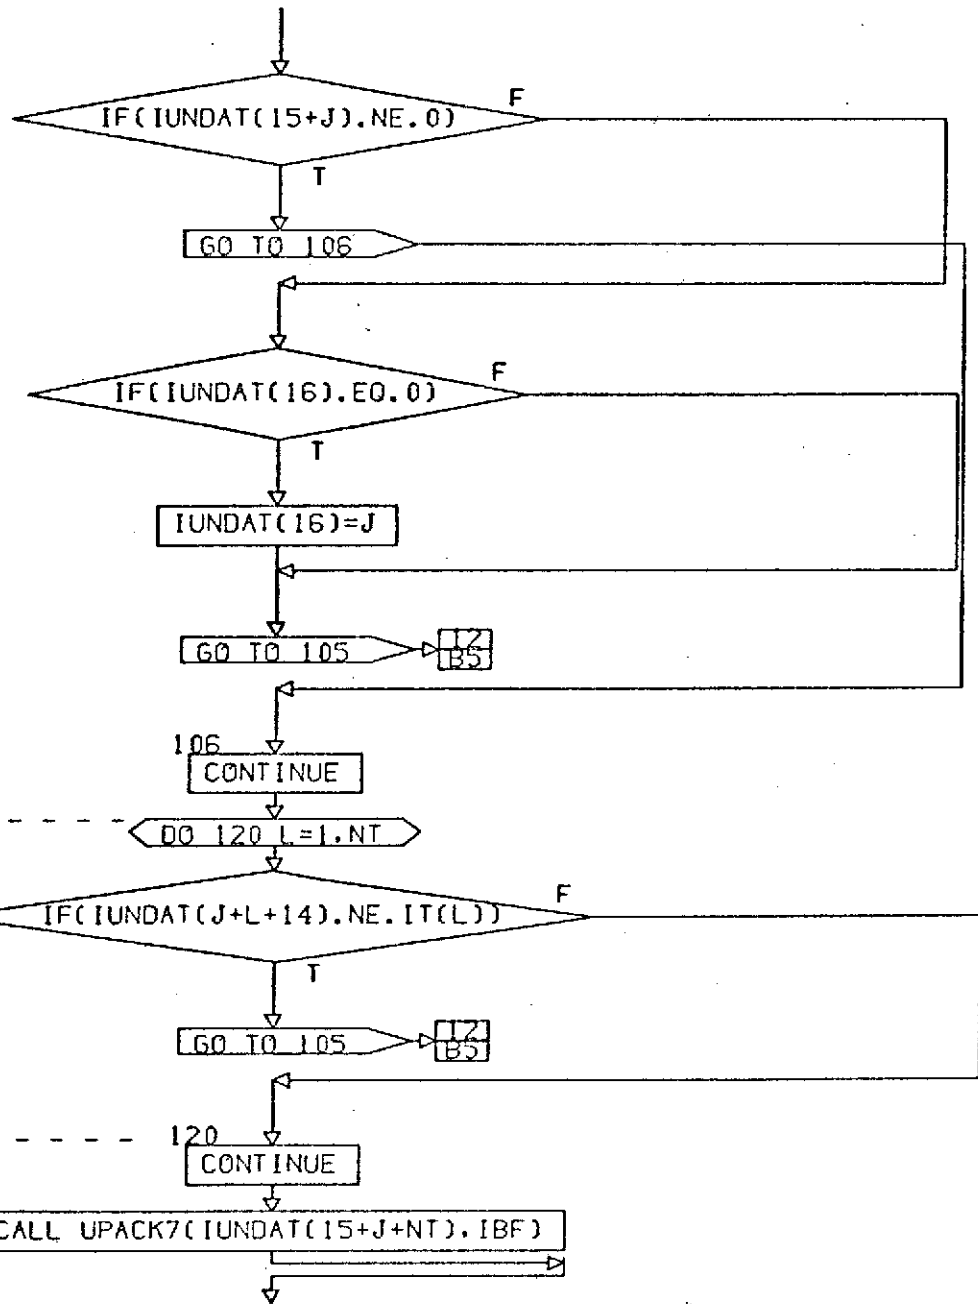 IF(IUNDAT(15+J).NE.0)
F
T
GO TO 106
IF(IUNDAT(16).EQ.0)
F
T
IUNDAT(16)=J
GO TO 105
I2
B5
106
CONTINUE
DO 120 L=1,NT
IF(IUNDAT(J+L+14).NE.IT(L))
F
T
GO TO 105
I2
B5
120
CONTINUE
CALL UPACK7(IUNDAT(15+J+NT),IBF)